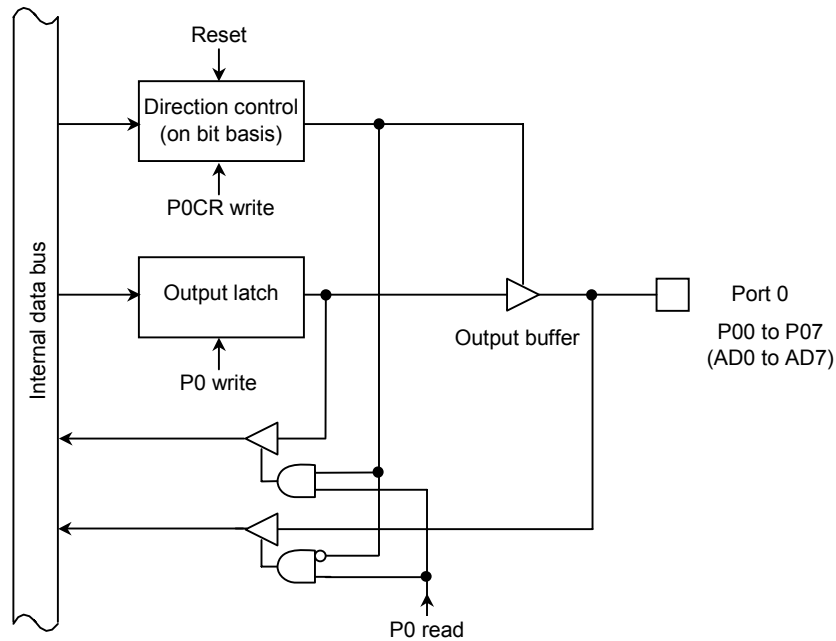 Reset
Direction control
(on bit basis)
P0CR write
Internal data bus
Output latch
Output buffer
Port 0
P00 to P07
(AD0 to AD7)
P0 write
P0 read